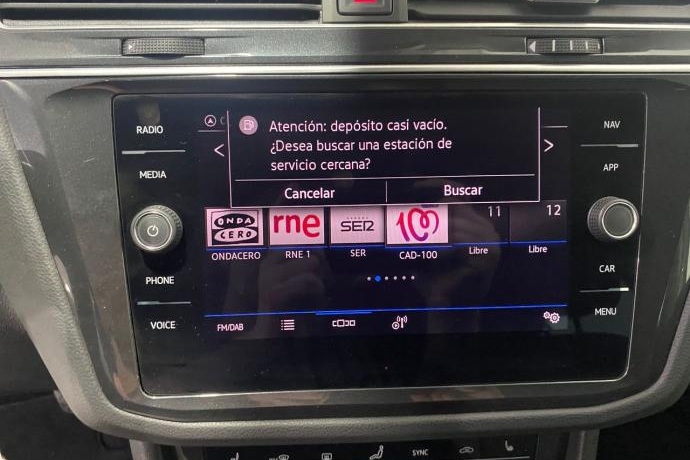 RADIO
NAV
Atención: depósito casi vacío.
¿Desea buscar una estación de
servicio cercana?
MEDIA
APP
Cancelar
Buscar
ONDA
CERO
rne
SER
100
11
12
ONDACERO
RNE 1
SER
CAD-100
Libre
Libre
PHONE
CAR
VOICE
MENU
FM/DAB
SYNC